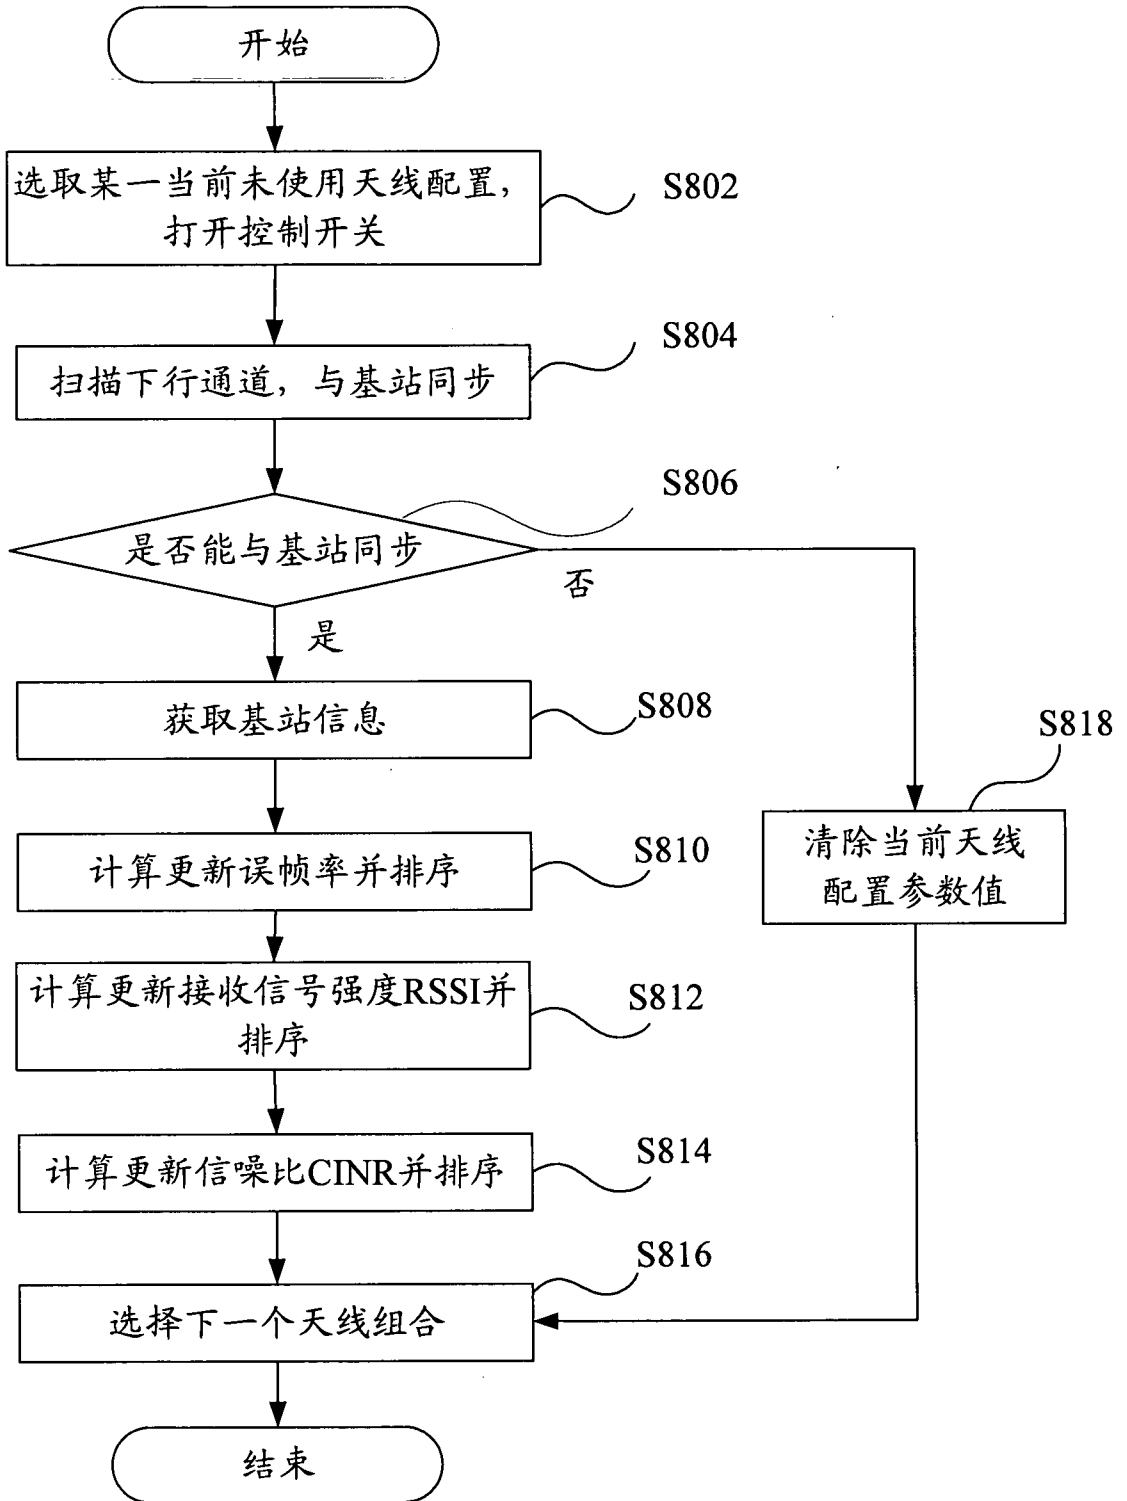 开始
选取某一当前未使用天线配置，
打开控制开关
S802
扫描下行通道，与基站同步
S804
是否能与基站同步
S806
否
是
获取基站信息
S808
清除当前天线
配置参数值
S818
计算更新误帧率并排序
S810
计算更新接收信号强度RSSI并
排序
S812
计算更新信噪比CINR并排序
S814
选择下一个天线组合
S816
结束